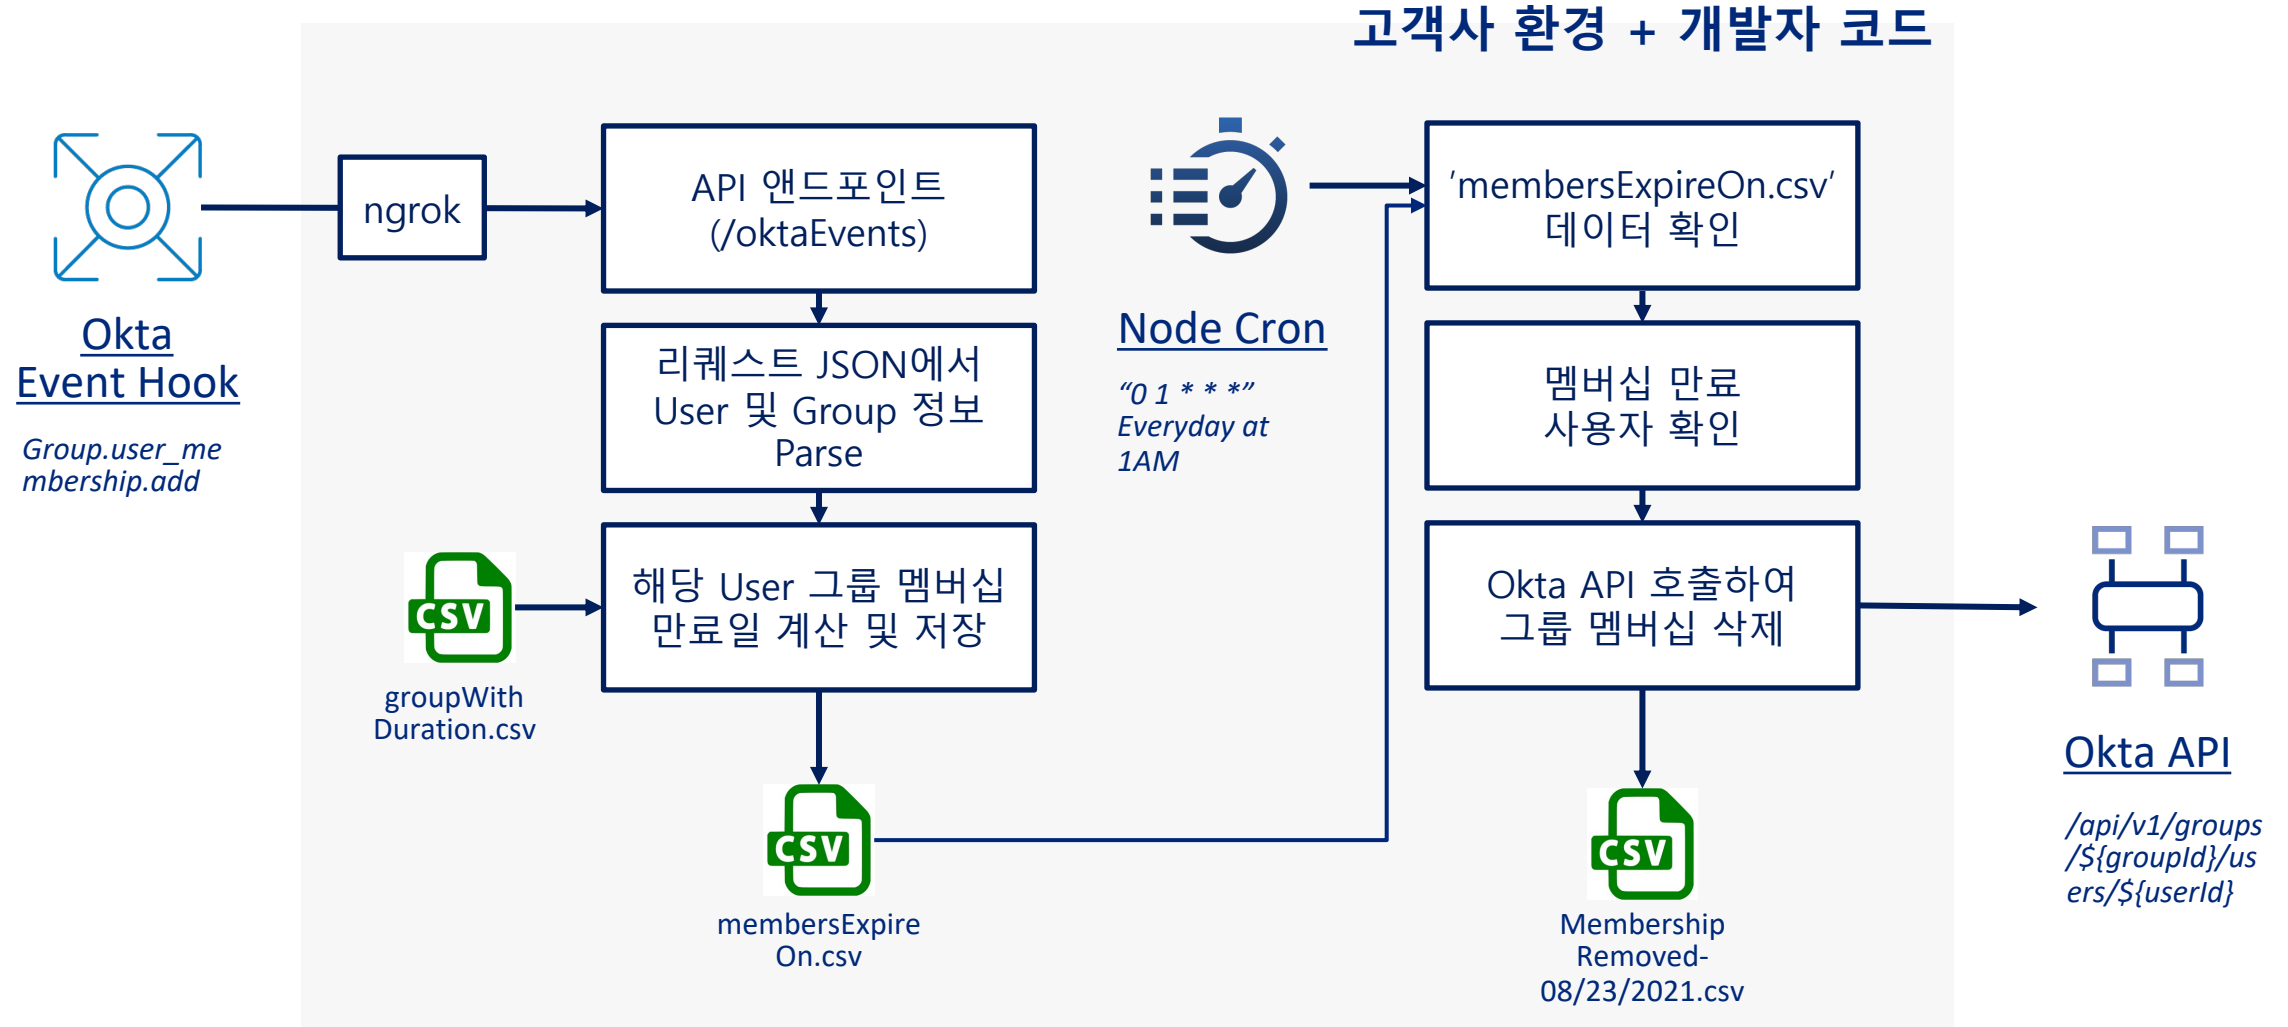 고객사 환경 + 개발자 코드
Okta
Event Hook
Group.user_me
mbership.add
ngrok
API 앤드포인트
(/oktaEvents)
리퀘스트 JSON에서
User 및 Group 정보
Parse
해당 User 그룹 멤버십
만료일 계산 및 저장
CSV
groupWith
Duration.csv
CSV
membersExpire
On.csv
Node Cron
“0 1 * * *”
Everyday at
1AM
'membersExpireOn.csv'
데이터 확인
멤버십 만료
사용자 확인
Okta API 호출하여
그룹 멤버십 삭제
CSV
Membership
Removed-
08/23/2021.csv
Okta API
/api/v1/groups
/${groupId}/us
ers/${userId}